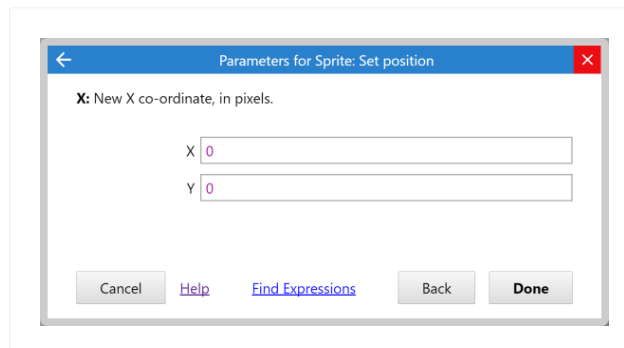 Parameters for Sprite: Set position
X: New X co-ordinate, in pixels.
X 0
Y 0
Cancel Help Find Expressions Back Done